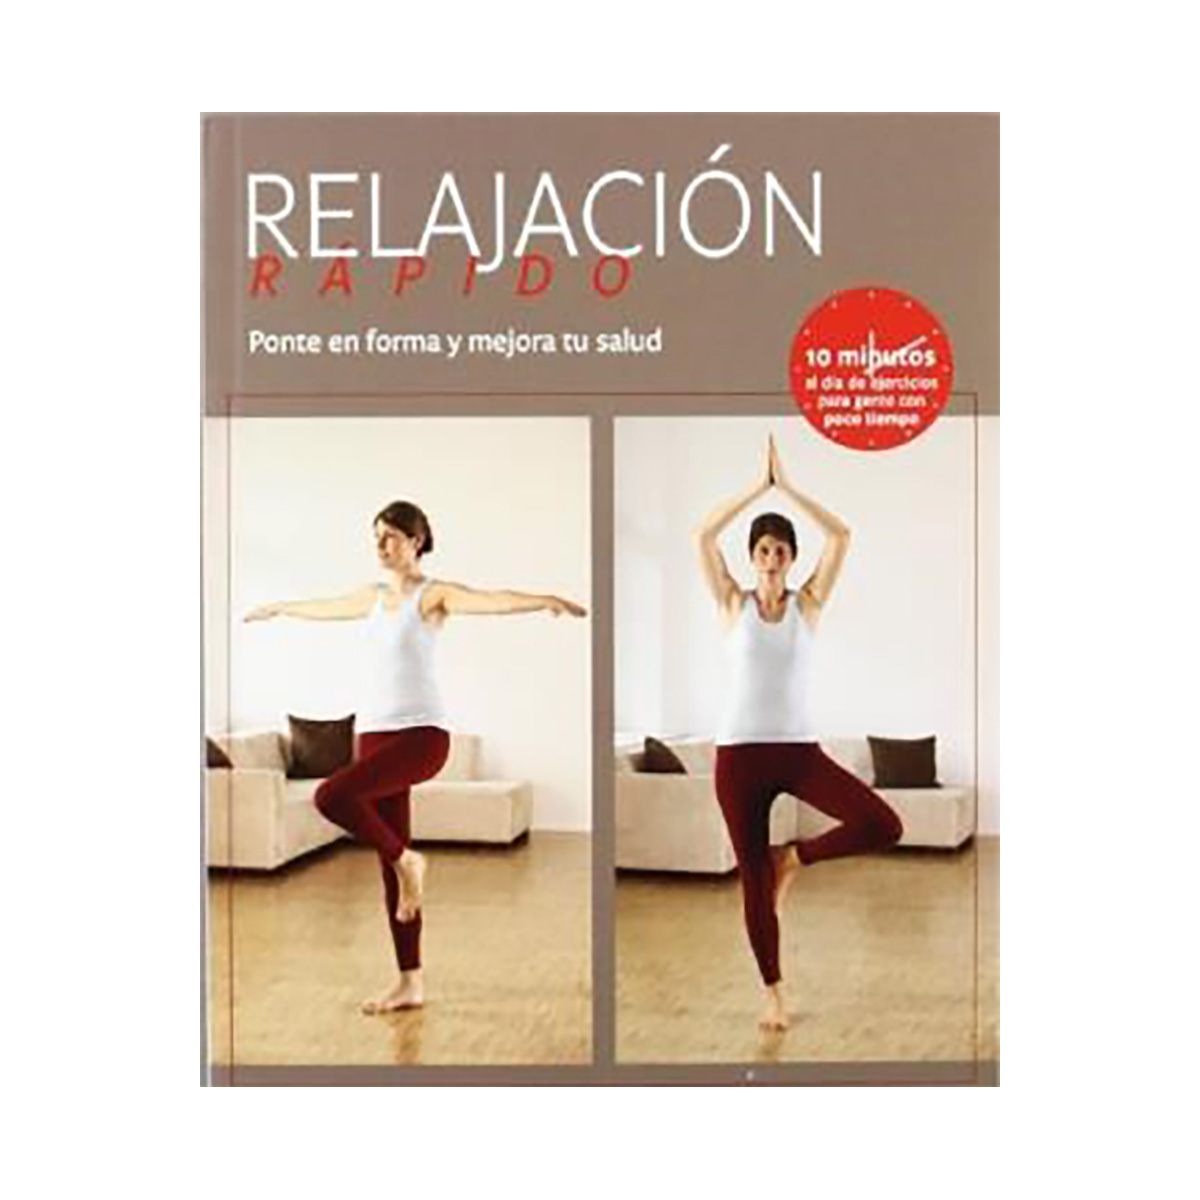 RELAJACIÓN
RÁPIDO
Ponte en forma y mejora tu salud
10 minutos
al día de ejercicios
para gente con
poco tiempo